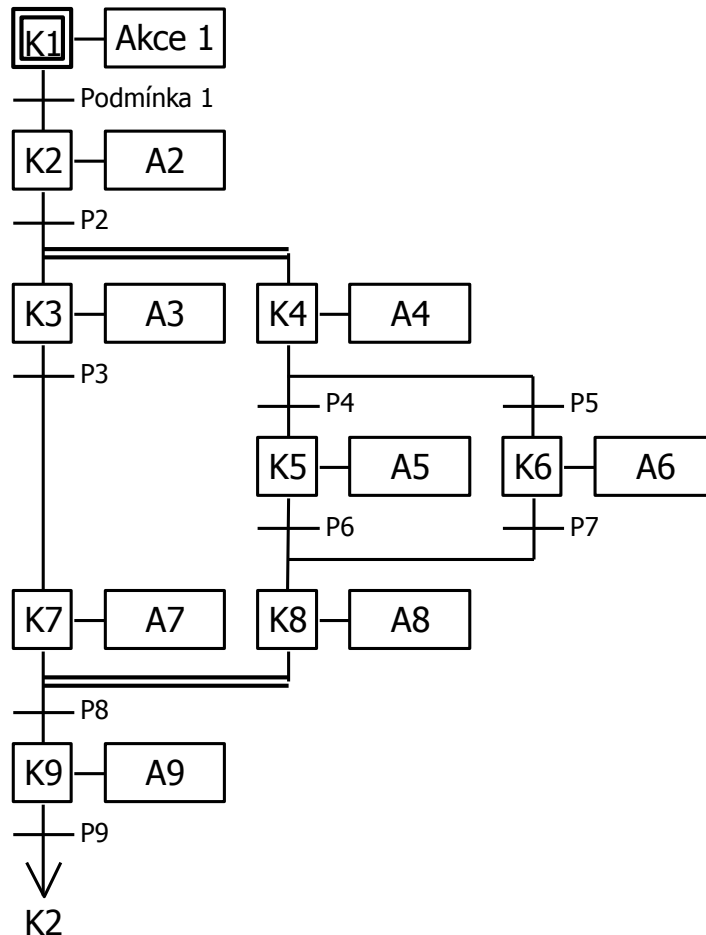 K1 Akce 1
Podmínka 1
K2 A2
P2
K3 A3 K4 A4
P3
P4 P5
K5 A5 K6 A6
P6 P7
K7 A7 K8 A8
P8
K9 A9
P9
K2